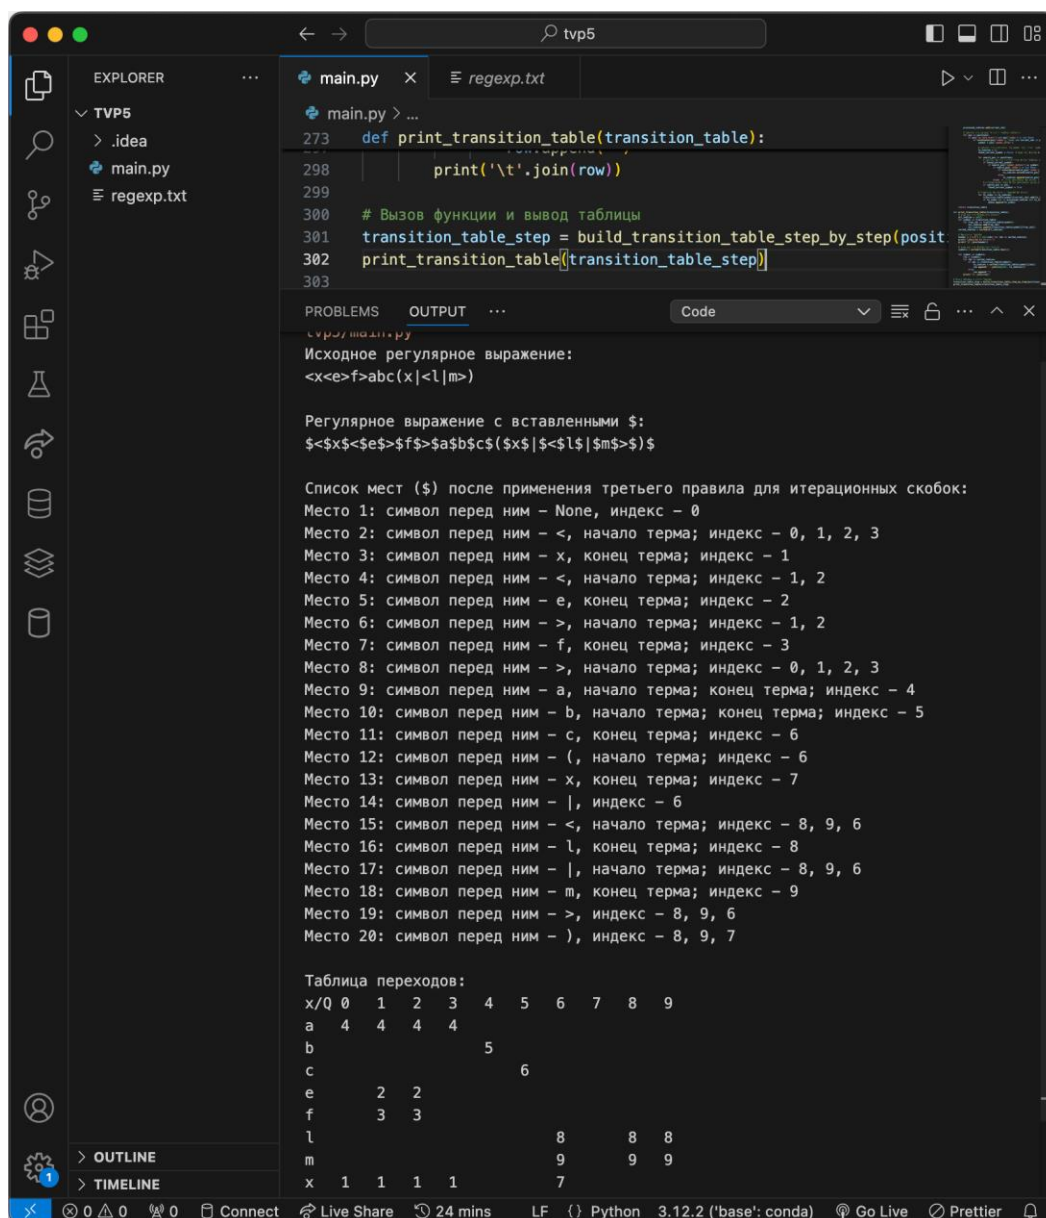 tvp5
EXPLORER
TVP5
.idea
main.py
regexp.txt
OUTLINE
TIMELINE
main.py
regexp.txt
main.py > ...
273 def print_transition_table(transition_table):
298 print('\t'.join(row))
299
300 # Вызов функции и вывод таблицы
301 transition_table_step = build_transition_table_step_by_step(posit
302 print_transition_table(transition_table_step)
303
PROBLEMS OUTPUT ... Code
tvp5/main.py
Исходное регулярное выражение:
<x<e>f>abc(x|<l|m>)
Регулярное выражение с вставленными $:
$<$x$<$e$>$f$>$a$b$c$($x$|$<$l$|$m$>$)$
Список мест ($) после применения третьего правила для итерационных скобок:
Место 1: символ перед ним – None, индекс – 0
Место 2: символ перед ним – <, начало терма; индекс – 0, 1, 2, 3
Место 3: символ перед ним – x, конец терма; индекс – 1
Место 4: символ перед ним – <, начало терма; индекс – 1, 2
Место 5: символ перед ним – e, конец терма; индекс – 2
Место 6: символ перед ним – >, начало терма; индекс – 1, 2
Место 7: символ перед ним – f, конец терма; индекс – 3
Место 8: символ перед ним – >, начало терма; индекс – 0, 1, 2, 3
Место 9: символ перед ним – a, начало терма; конец терма; индекс – 4
Место 10: символ перед ним – b, начало терма; конец терма; индекс – 5
Место 11: символ перед ним – c, конец терма; индекс – 6
Место 12: символ перед ним – (, начало терма; индекс – 6
Место 13: символ перед ним – x, конец терма; индекс – 7
Место 14: символ перед ним – |, индекс – 6
Место 15: символ перед ним – <, начало терма; индекс – 8, 9, 6
Место 16: символ перед ним – l, конец терма; индекс – 8
Место 17: символ перед ним – |, начало терма; индекс – 8, 9, 6
Место 18: символ перед ним – m, конец терма; индекс – 9
Место 19: символ перед ним – >, индекс – 8, 9, 6
Место 20: символ перед ним – ), индекс – 8, 9, 7
Таблица переходов:
x/Q 0 1 2 3 4 5 6 7 8 9
a 4 4 4 4
b 5
c 6
e 2 2
f 3 3
l 8 8 8
m 9 9 9
x 1 1 1 1 7
1
0 0 0 Connect Live Share 24 mins LF {} Python 3.12.2 ('base': conda) Go Live Prettier